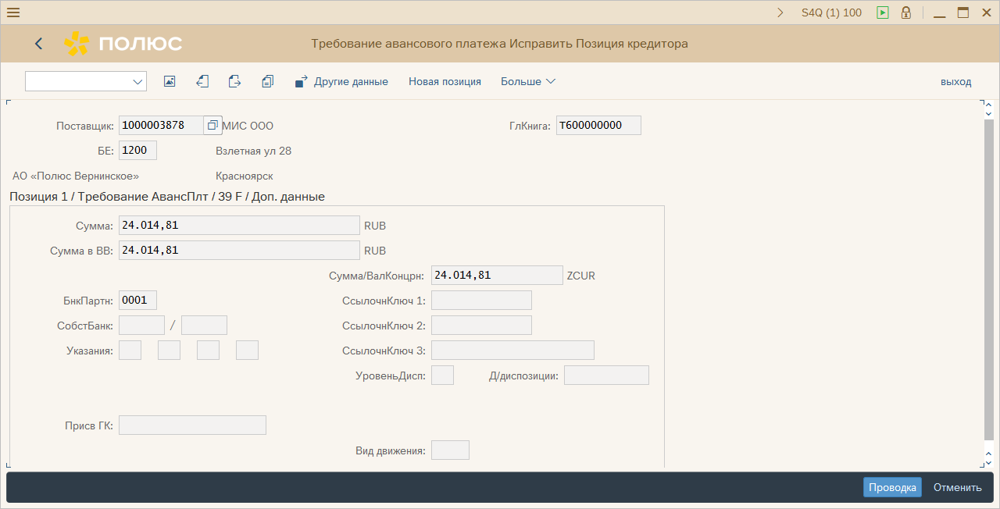 S4Q (1) 100
ПОЛЮС
Требование авансового платежа Исправить Позиция кредитора
Другие данные Новая позиция Больше выход
Поставщик: 1000003878 МИС ООО ГлКнига: T600000000
БЕ: 1200 Взлетная ул 28
АО «Полюс Вернинское» Красноярск
Позиция 1 / Требование АвансПлт / 39 F / Доп. данные
Сумма: 24.014,81 RUB
Сумма в ВВ: 24.014,81 RUB
Сумма/ВалКонцрн: 24.014,81 ZCUR
БнкПартн: 0001 СсылочнКлюч 1:
СобстБанк: / СсылочнКлюч 2:
Указания: СсылочнКлюч 3:
УровеньДисп: Д/диспозиции:
Присв ГК:
Вид движения:
Проводка Отменить